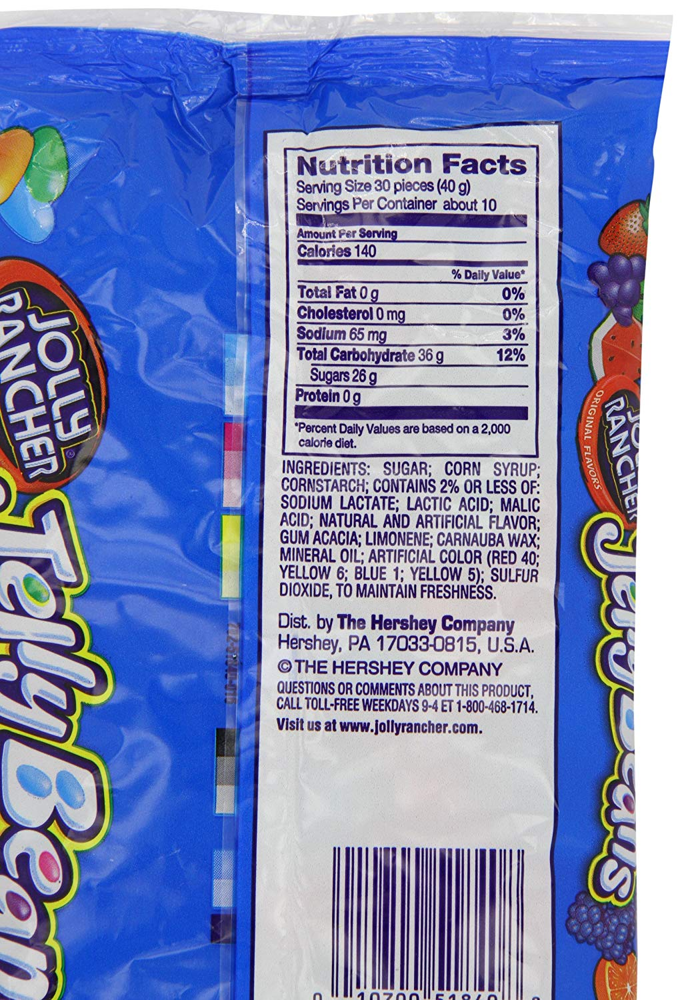 JOLLY
RANCHER
Jelly Bean
Nutrition Facts
Serving Size 30 pieces (40 g)
Servings Per Container about 10
Amount Per Serving
Calories 140
% Daily Value*
Total Fat 0 g 0%
Cholesterol 0 mg 0%
Sodium 65 mg 3%
Total Carbohydrate 36 g 12%
Sugars 26 g
Protein 0 g
*Percent Daily Values are based on a 2,000
calorie diet.
INGREDIENTS: SUGAR; CORN SYRUP;
CORNSTARCH; CONTAINS 2% OR LESS OF:
SODIUM LACTATE; LACTIC ACID; MALIC
ACID; NATURAL AND ARTIFICIAL FLAVOR;
GUM ACACIA; LIMONENE; CARNAUBA WAX;
MINERAL OIL; ARTIFICIAL COLOR (RED 40;
YELLOW 6; BLUE 1; YELLOW 5); SULFUR
DIOXIDE, TO MAINTAIN FRESHNESS.
Dist. by The Hershey Company
Hershey, PA 17033-0815, U.S.A.
© THE HERSHEY COMPANY
QUESTIONS OR COMMENTS ABOUT THIS PRODUCT,
CALL TOLL-FREE WEEKDAYS 9-4 ET 1-800-468-1714.
Visit us at www.jollyrancher.com.
10700 51840
RANCHER
ORIGINAL FLAVORS
Jelly Beans